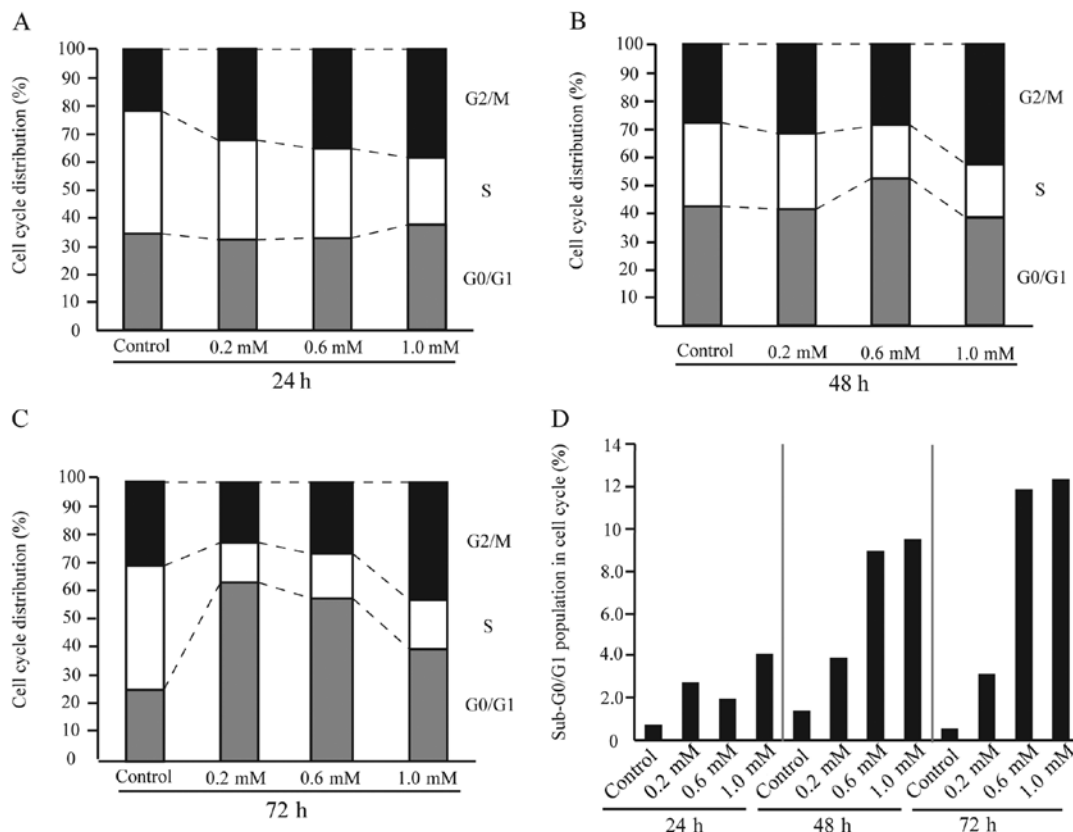 A
Cell cycle distribution (%)
100
90
80
70
60
50
40
30
20
10
0
G2/M
S
G0/G1
Control 0.2 mM 0.6 mM 1.0 mM
24 h
B
Cell cycle distribution (%)
100
90
80
70
60
50
40
30
20
10
G2/M
S
G0/G1
Control 0.2 mM 0.6 mM 1.0 mM
48 h
C
Cell cycle distribution (%)
100
90
80
70
60
50
40
30
20
10
0
G2/M
S
G0/G1
Control 0.2 mM 0.6 mM 1.0 mM
72 h
D
Sub-G0/G1 population in cell cycle (%)
14
12
10
8.0
6.0
4.0
2.0
0
Control 0.2 mM 0.6 mM 1.0 mM Control 0.2 mM 0.6 mM 1.0 mM Control 0.2 mM 0.6 mM 1.0 mM
24 h 48 h 72 h